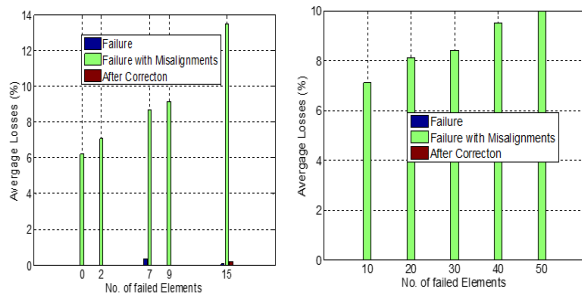 14
12
10
8
6
4
2
0
Avergage Losses (%)
Failure
Failure with Misalignments
After Correcton
0 2 7 9 15
No. of failed Elements
10
8
6
4
2
0
Avergage Losses (%)
Failure
Failure with Misalignments
After Correcton
10 20 30 40 50
No. of failed Elements